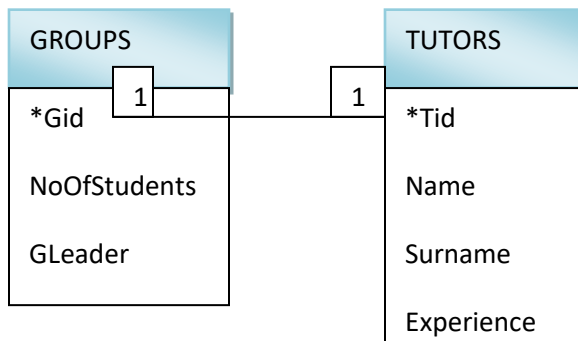 GROUPS
1
*Gid
NoOfStudents
GLeader
TUTORS
1
*Tid
Name
Surname
Experience